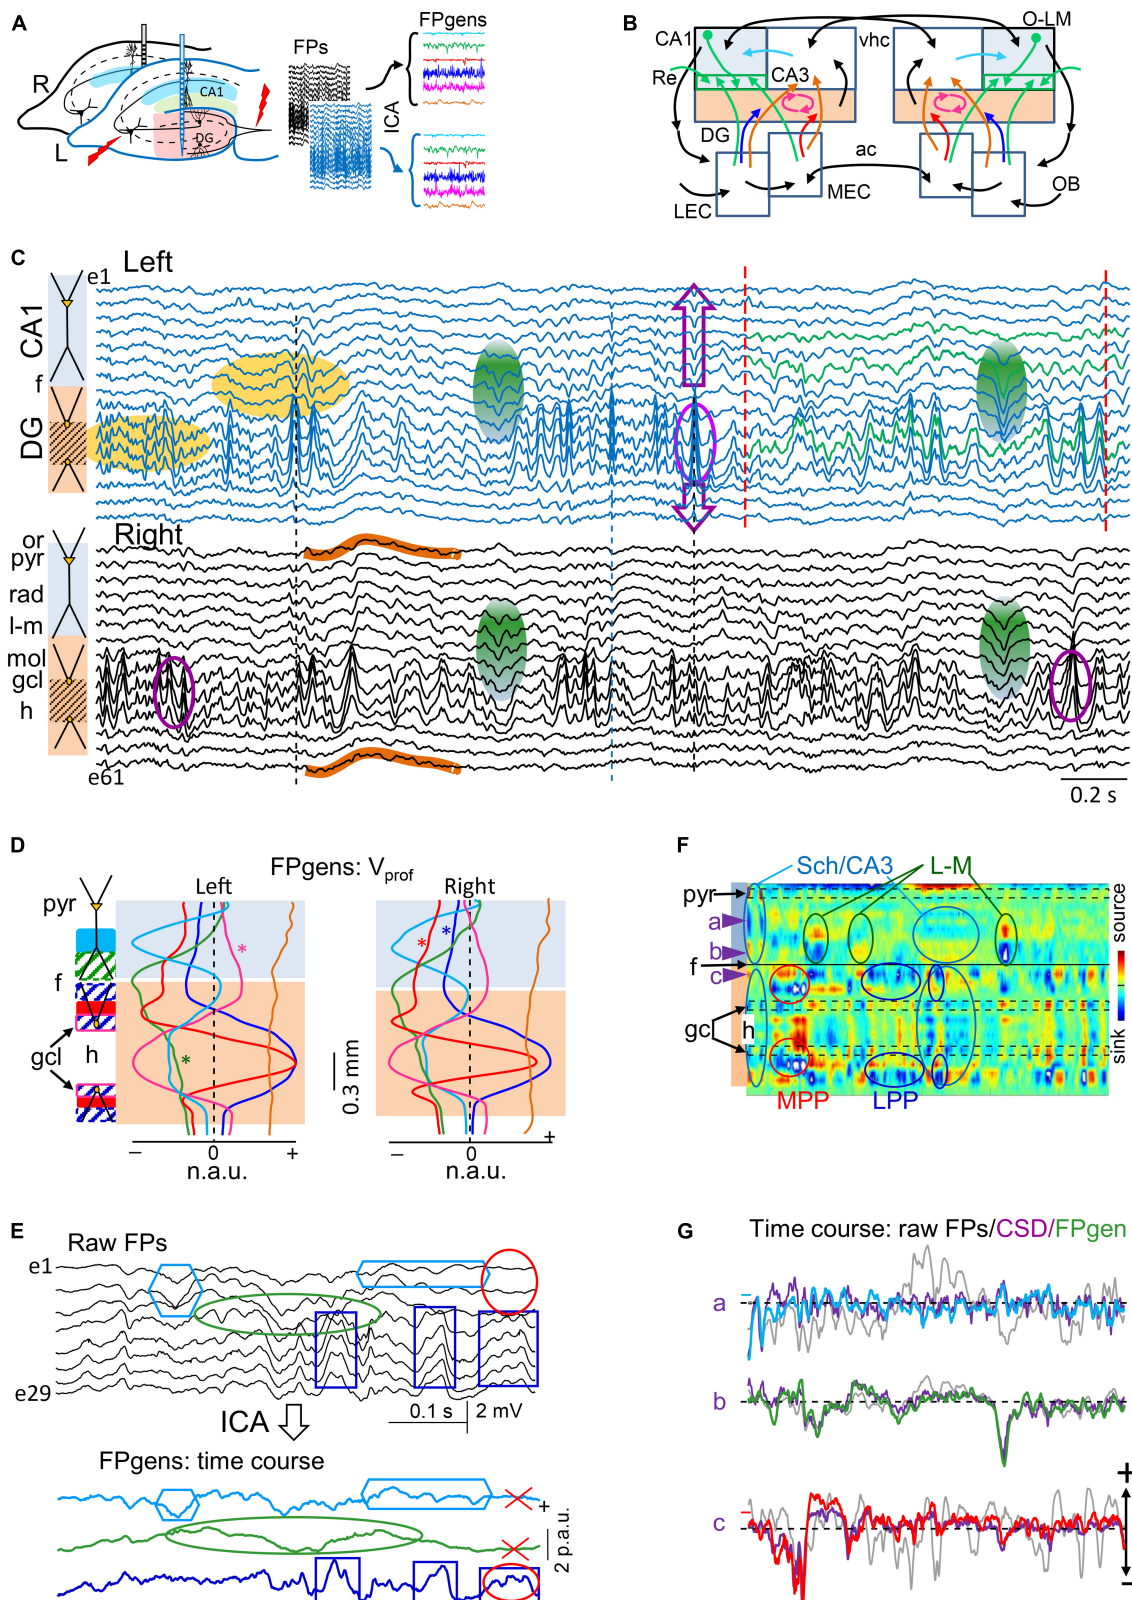 A
FPgens
FPs
R
CA1
ICA
DG
L
B
CA1
vhc
O-LM
Re
CA3
DG
ac
LEC
MEC
OB
C
Left
e1
CA1
f
DG
Right
or
pyr
rad
l-m
mol
gcl
h
e61
0.2 s
D
FPgens: Vprof
Left
Right
pyr
*
*
*
f
gcl
h
*
0.3 mm
– 0 +
n.a.u.
– 0 +
n.a.u.
E
Raw FPs
e1
e29
ICA
0.1 s
2 mV
FPgens: time course
+
2 p.a.u.
F
Sch/CA3
L-M
pyr
a
b
f
c
gcl
h
source
sink
MPP
LPP
G
Time course: raw FPs/CSD/FPgen
a
b
c
+
–